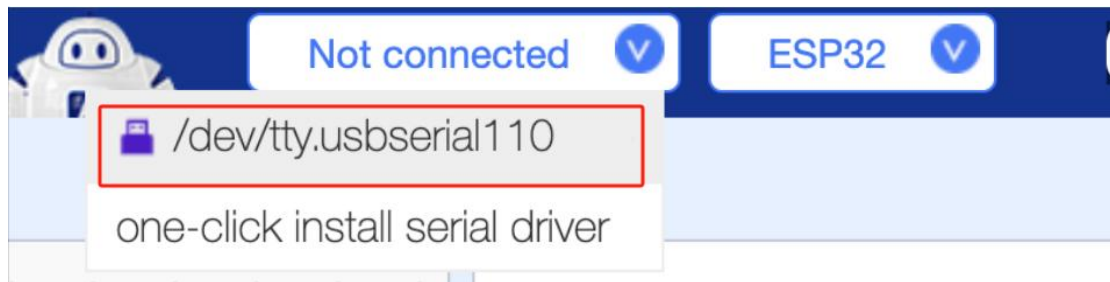 Not connected
ESP32
/dev/tty.usbserial110
one-click install serial driver